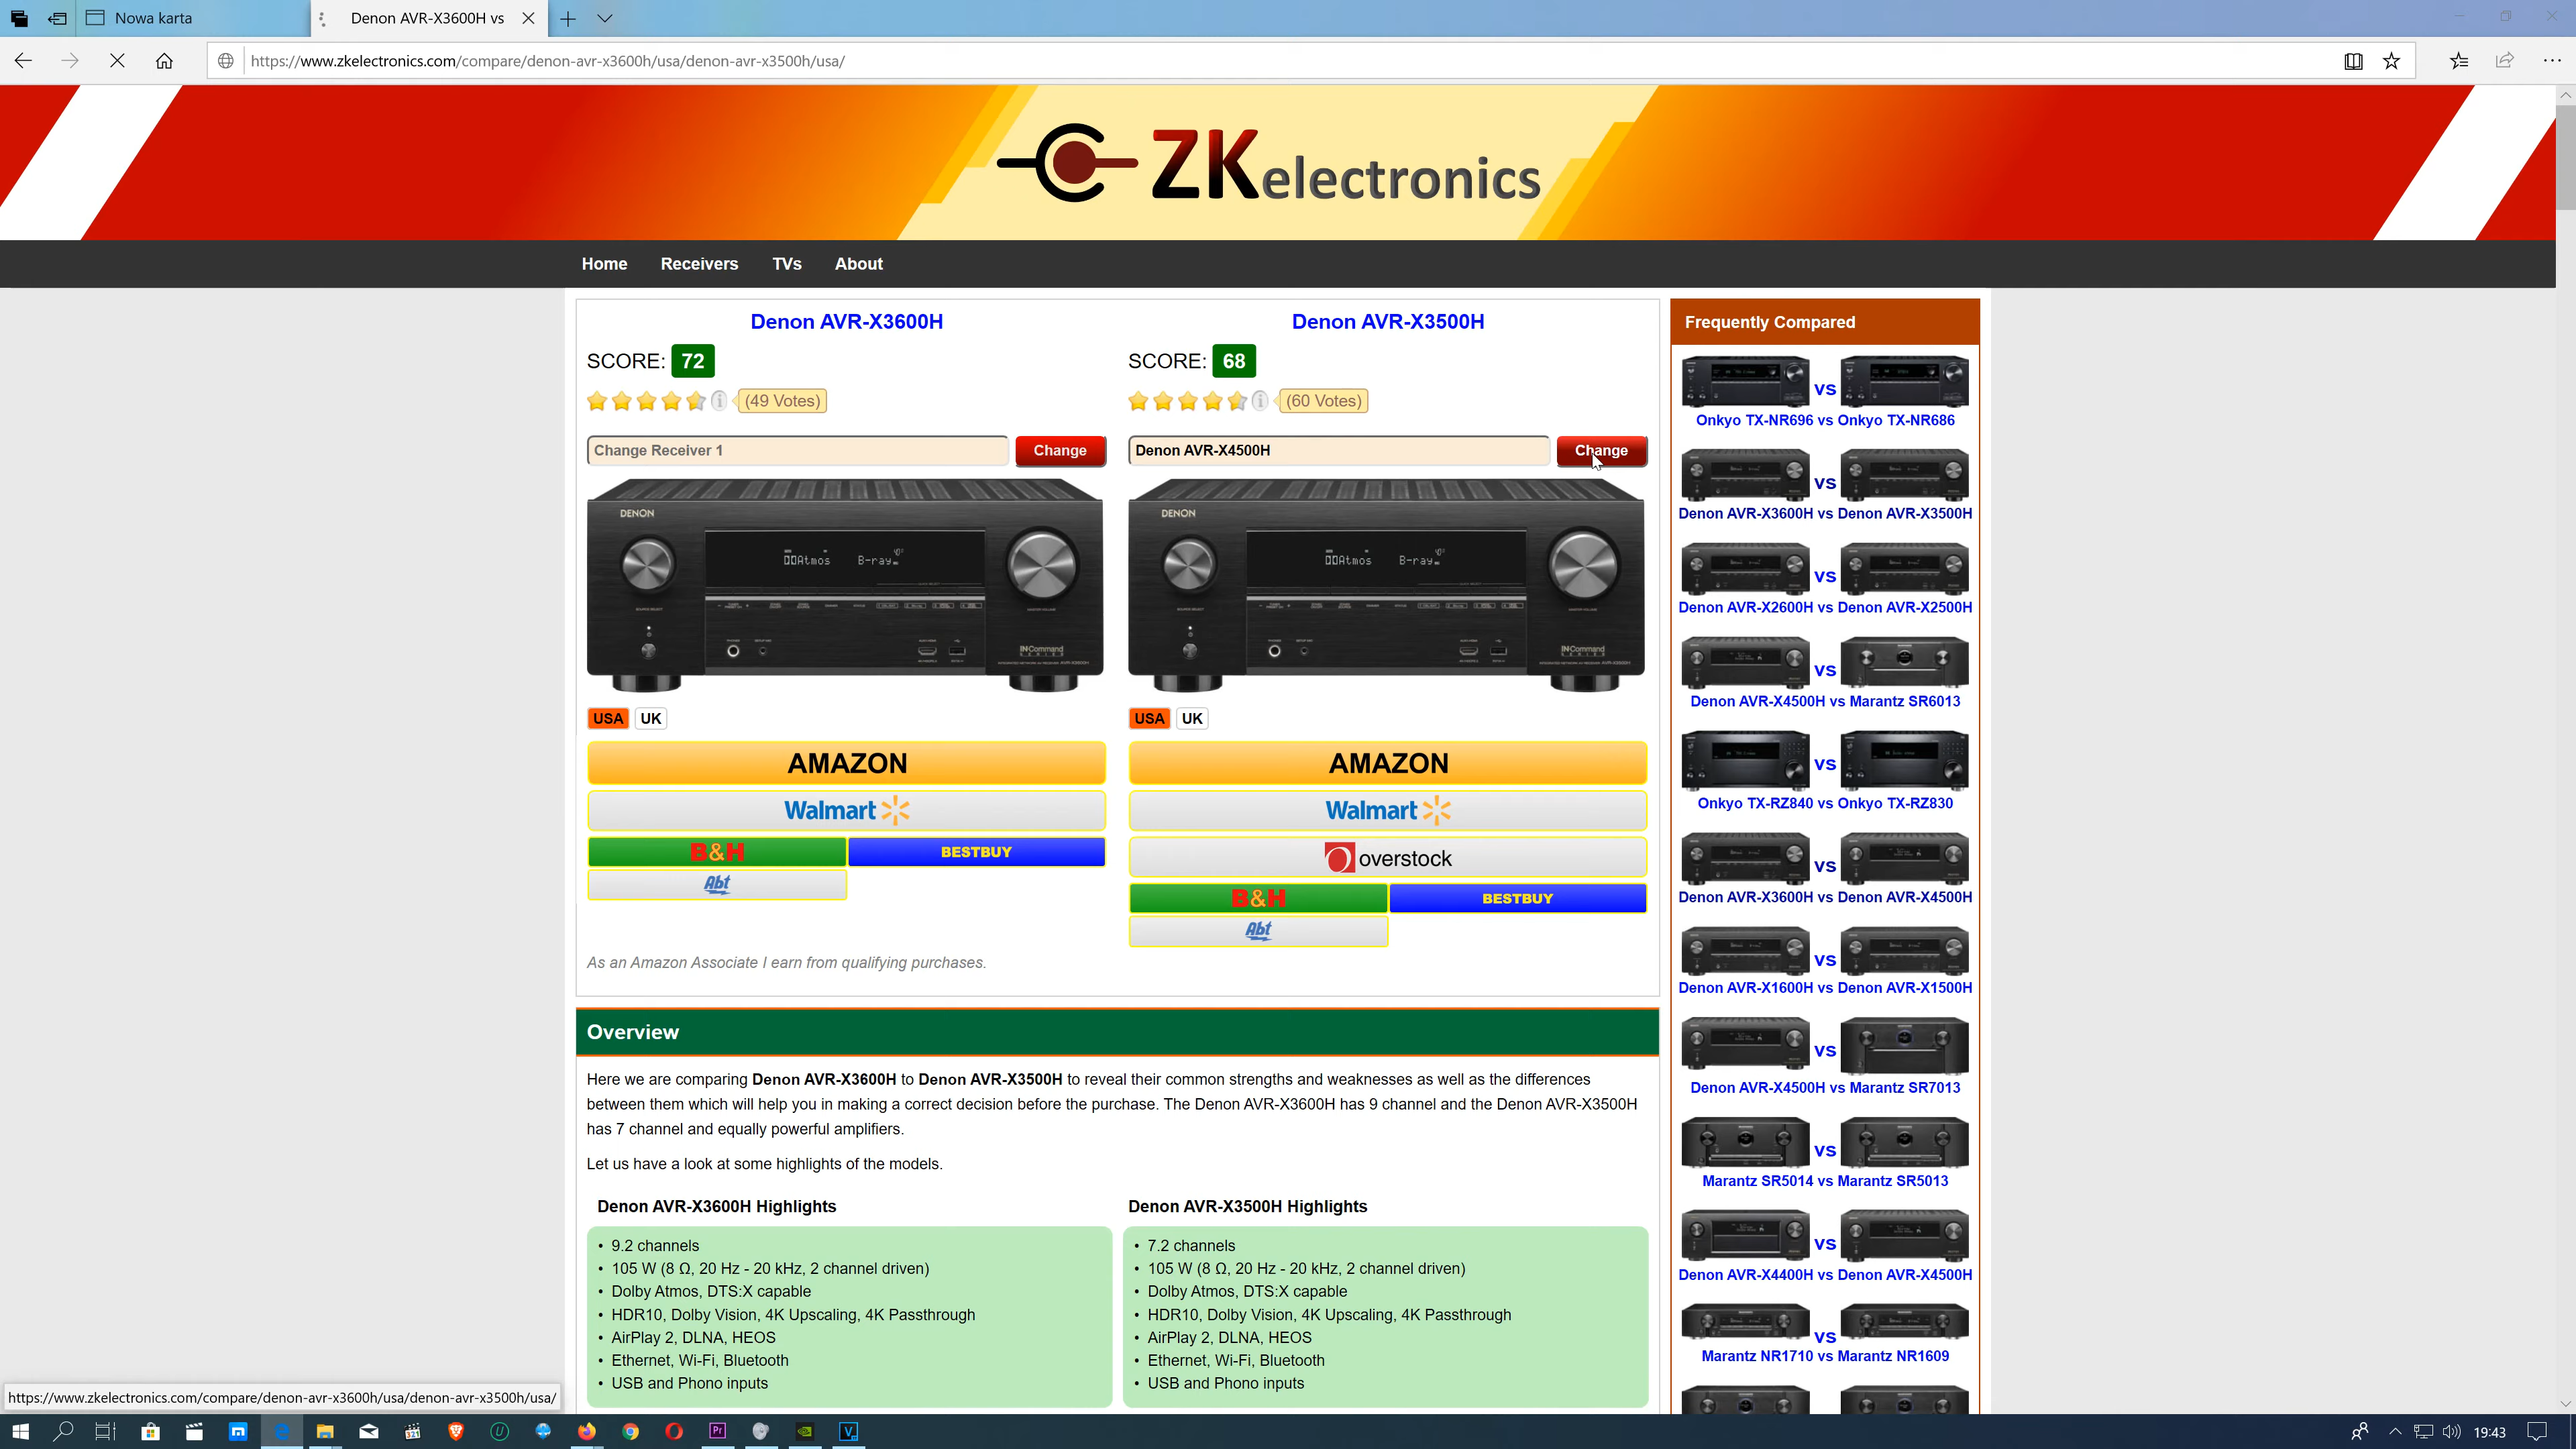 Nowa karta
Denon AVR-X3600H vs
https://www.zkelectronics.com/compare/denon-avr-x3600h/usa/denon-avr-x3500h/usa/
ZKelectronics
Home Receivers TVs About
Denon AVR-X3600H
SCORE: 72
(49 Votes)
Change Receiver 1 Change
DENON
Atmos B-ray
IN·Command
SERIES
USA UK
AMAZON
Walmart
B&H BESTBUY
Abt
As an Amazon Associate I earn from qualifying purchases.
Denon AVR-X3500H
SCORE: 68
(60 Votes)
Denon AVR-X4500H Change
DENON
Atmos B-ray
IN·Command
SERIES
USA UK
AMAZON
Walmart
overstock
B&H BESTBUY
Abt
Overview
Here we are comparing Denon AVR-X3600H to Denon AVR-X3500H to reveal their common strengths and weaknesses as well as the differences
between them which will help you in making a correct decision before the purchase. The Denon AVR-X3600H has 9 channel and the Denon AVR-X3500H
has 7 channel and equally powerful amplifiers.
Let us have a look at some highlights of the models.
Denon AVR-X3600H Highlights
• 9.2 channels
• 105 W (8 Ω, 20 Hz - 20 kHz, 2 channel driven)
• Dolby Atmos, DTS:X capable
• HDR10, Dolby Vision, 4K Upscaling, 4K Passthrough
• AirPlay 2, DLNA, HEOS
• Ethernet, Wi-Fi, Bluetooth
• USB and Phono inputs
Denon AVR-X3500H Highlights
• 7.2 channels
• 105 W (8 Ω, 20 Hz - 20 kHz, 2 channel driven)
• Dolby Atmos, DTS:X capable
• HDR10, Dolby Vision, 4K Upscaling, 4K Passthrough
• AirPlay 2, DLNA, HEOS
• Ethernet, Wi-Fi, Bluetooth
• USB and Phono inputs
Frequently Compared
vs
Onkyo TX-NR696 vs Onkyo TX-NR686
vs
Denon AVR-X3600H vs Denon AVR-X3500H
vs
Denon AVR-X2600H vs Denon AVR-X2500H
vs
Denon AVR-X4500H vs Marantz SR6013
vs
Onkyo TX-RZ840 vs Onkyo TX-RZ830
vs
Denon AVR-X3600H vs Denon AVR-X4500H
vs
Denon AVR-X1600H vs Denon AVR-X1500H
vs
Denon AVR-X4500H vs Marantz SR7013
vs
Marantz SR5014 vs Marantz SR5013
vs
Denon AVR-X4400H vs Denon AVR-X4500H
vs
Marantz NR1710 vs Marantz NR1609
https://www.zkelectronics.com/compare/denon-avr-x3600h/usa/denon-avr-x3500h/usa/
321
Pr
V
19:43